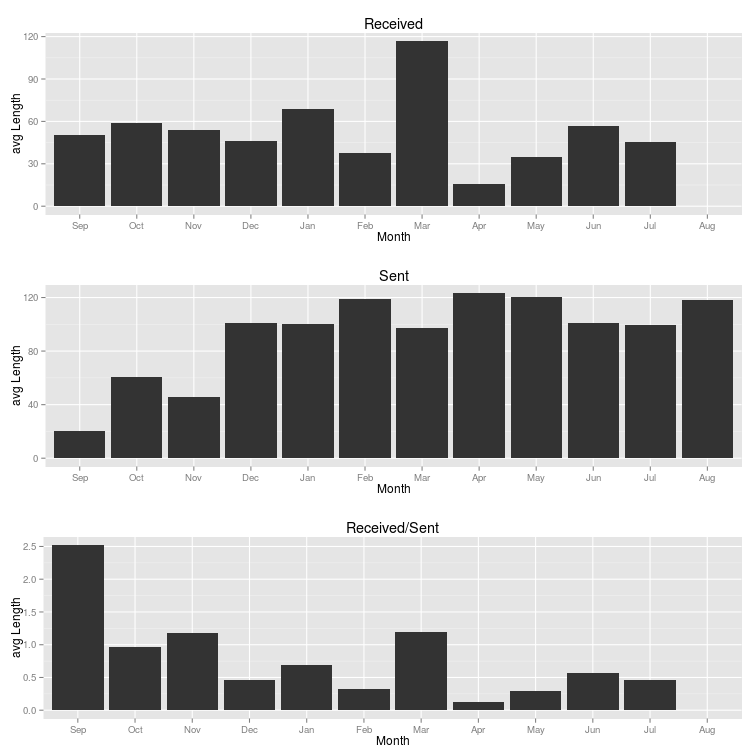 Received
avg Length
120
90
60
30
0
Sep Oct Nov Dec Jan Feb Mar Apr May Jun Jul Aug
Month
Sent
avg Length
120
80
40
0
Sep Oct Nov Dec Jan Feb Mar Apr May Jun Jul Aug
Month
Received/Sent
avg Length
2.5
2.0
1.5
1.0
0.5
0.0
Sep Oct Nov Dec Jan Feb Mar Apr May Jun Jul Aug
Month